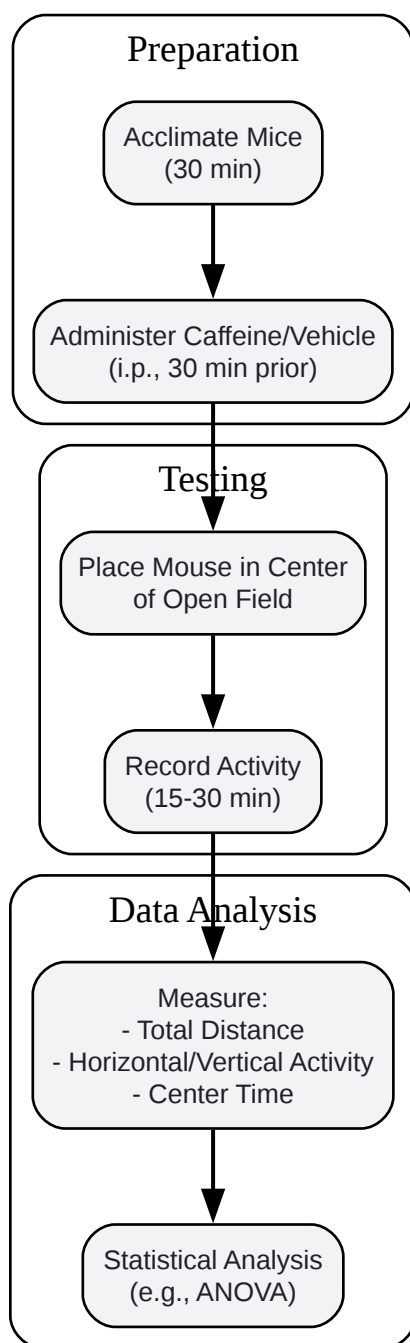 Preparation
Acclimate Mice
(30 min)
Administer Caffeine/Vehicle
(i.p., 30 min prior)
Testing
Place Mouse in Center
of Open Field
Record Activity
(15-30 min)
Data Analysis
Measure:
- Total Distance
- Horizontal/Vertical Activity
- Center Time
Statistical Analysis
(e.g., ANOVA)